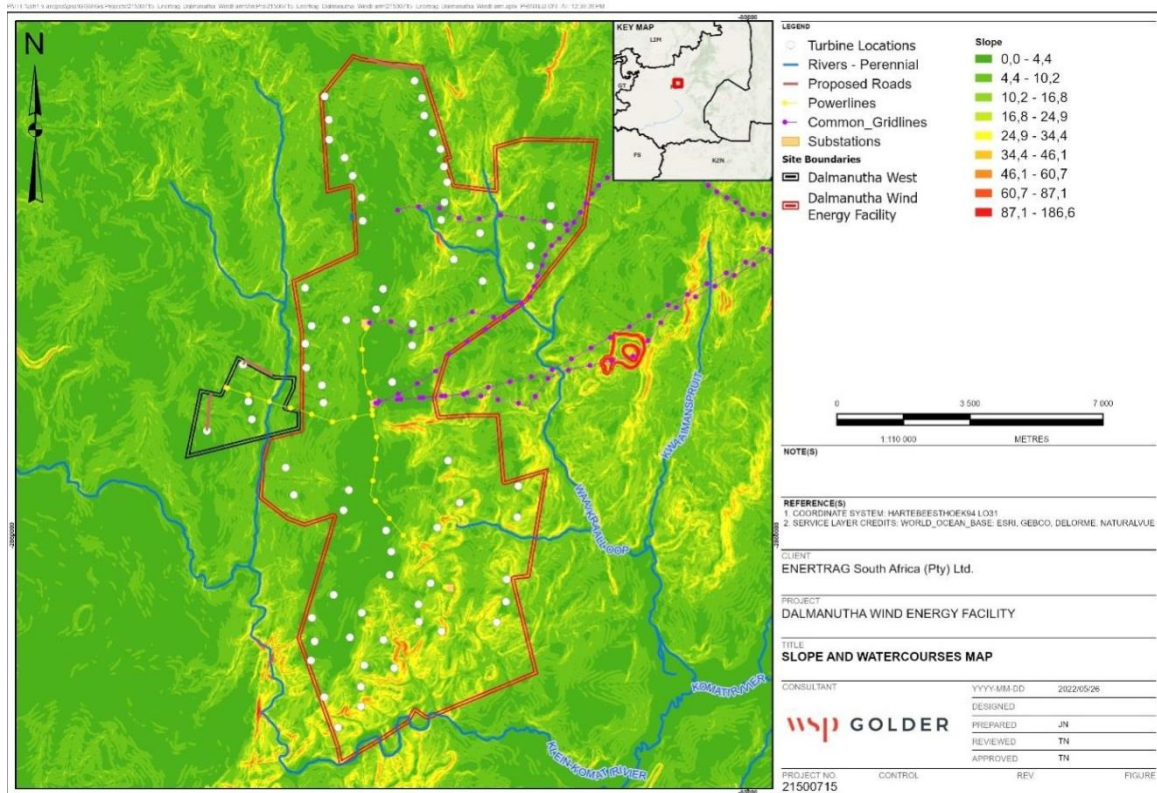 N
KEY MAP
LIM
GT
FS
KZN
WAAIKRAALLOOP
KWAAIMANSPRUIT
KOMATI RIVIER
KLEIN-KOMATI RIVIER
LEGEND
Turbine Locations
Rivers - Perennial
Proposed Roads
Powerlines
Common_Gridlines
Substations
Site Boundaries
Dalmanutha West
Dalmanutha Wind
Energy Facility
Slope
0,0 - 4,4
4,4 - 10,2
10,2 - 16,8
16,8 - 24,9
24,9 - 34,4
34,4 - 46,1
46,1 - 60,7
60,7 - 87,1
87,1 - 186,6
0 3 500 7 000
1:110 000 METRES
NOTE(S)
REFERENCE(S)
1. COORDINATE SYSTEM: HARTEBEESTHOEK94 LO31
2. SERVICE LAYER CREDITS: WORLD_OCEAN_BASE: ESRI, GEBCO, DELORME, NATURALVUE
CLIENT
ENERTRAG South Africa (Pty) Ltd.
PROJECT
DALMANUTHA WIND ENERGY FACILITY
TITLE
SLOPE AND WATERCOURSES MAP
CONSULTANT
wsp GOLDER
YYYY-MM-DD 2022/05/26
DESIGNED
PREPARED JN
REVIEWED TN
APPROVED TN
PROJECT NO. CONTROL REV. FIGURE
21500715